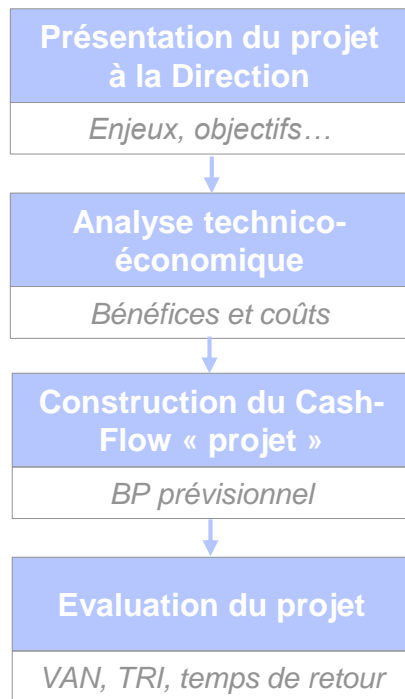 Présentation du projet
à la Direction
Enjeux, objectifs…
Analyse technico-
économique
Bénéfices et coûts
Construction du Cash-
Flow « projet »
BP prévisionnel
Evaluation du projet
VAN, TRI, temps de retour